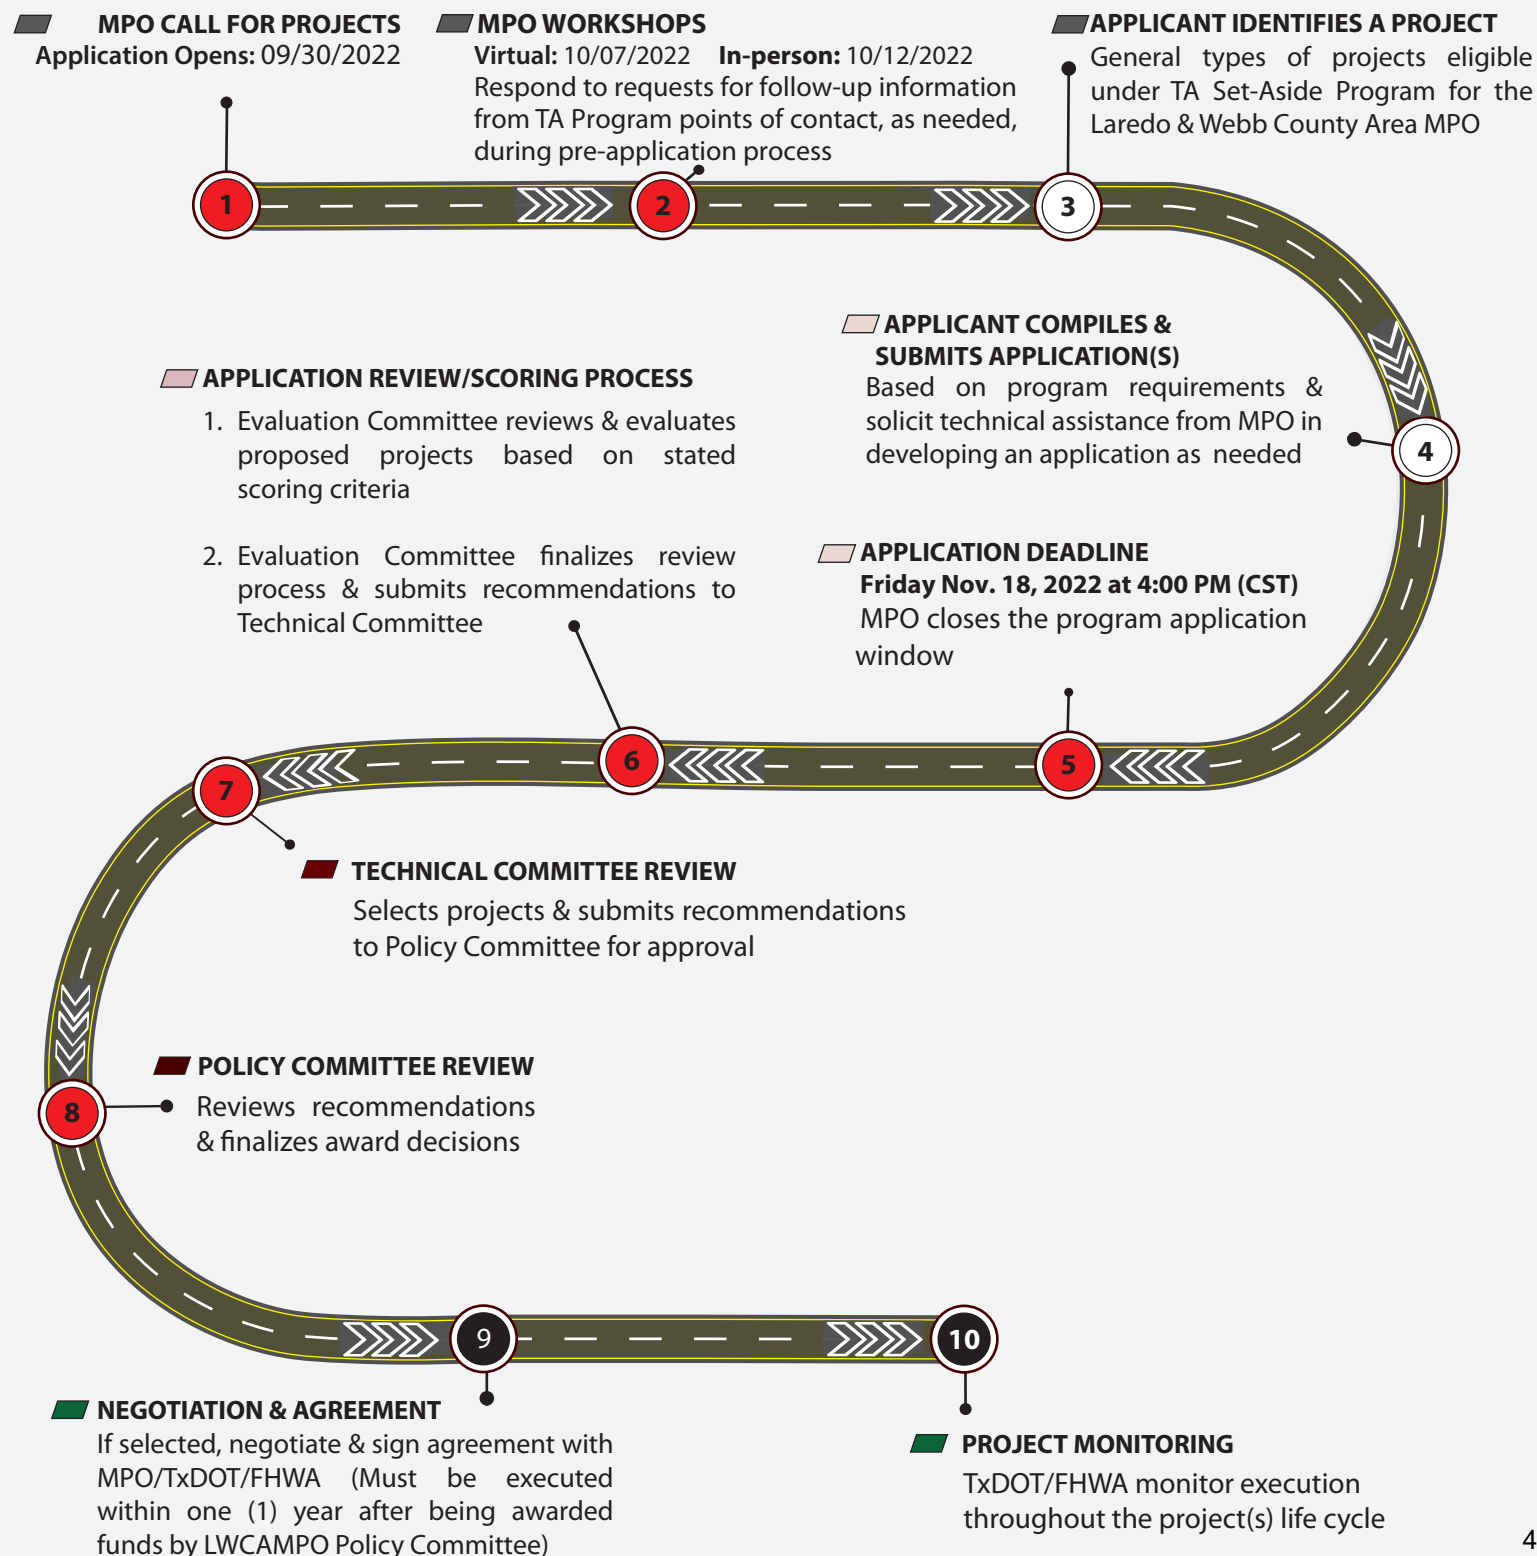 MPO CALL FOR PROJECTS
Application Opens: 09/30/2022
MPO WORKSHOPS
Virtual: 10/07/2022 In-person: 10/12/2022
Respond to requests for follow-up information
from TA Program points of contact, as needed,
during pre-application process
APPLICANT IDENTIFIES A PROJECT
General types of projects eligible
under TA Set-Aside Program for the
Laredo & Webb County Area MPO
1
2
3
APPLICANT COMPILES &
SUBMITS APPLICATION(S)
Based on program requirements &
solicit technical assistance from MPO in
developing an application as needed
4
APPLICATION DEADLINE
Friday Nov. 18, 2022 at 4:00 PM (CST)
MPO closes the program application
window
5
APPLICATION REVIEW/SCORING PROCESS
1. Evaluation Committee reviews & evaluates
proposed projects based on stated
scoring criteria
2. Evaluation Committee finalizes review
process & submits recommendations to
Technical Committee
6
7
TECHNICAL COMMITTEE REVIEW
Selects projects & submits recommendations
to Policy Committee for approval
8
POLICY COMMITTEE REVIEW
Reviews recommendations
& finalizes award decisions
9
10
NEGOTIATION & AGREEMENT
If selected, negotiate & sign agreement with
MPO/TxDOT/FHWA (Must be executed
within one (1) year after being awarded
funds by LWCAMPO Policy Committee)
PROJECT MONITORING
TxDOT/FHWA monitor execution
throughout the project(s) life cycle
4